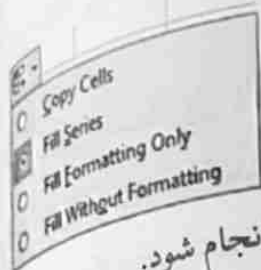 Copy Cells
Fill Series
Fill Formatting Only
Fill Without Formatting
نجام شود.